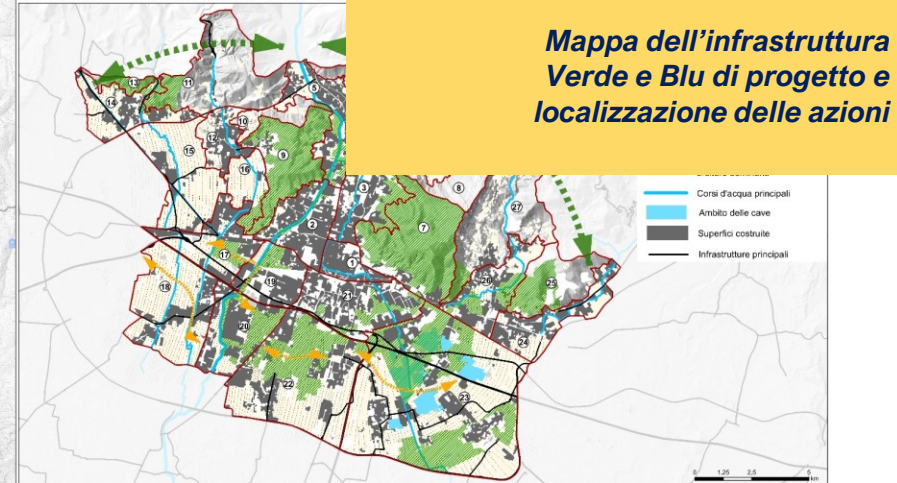 Mappa dell'infrastruttura
Verde e Blu di progetto e
localizzazione delle azioni
13
11
14
5
10
12
15
9
16
3
8
Corsi d'acqua principali
27
7
2
Ambito delle cave
Superfici costruite
17
1
Infrastrutture principali
18
19
26
25
21
20
24
22
23
0 1,25 2,5 5
km